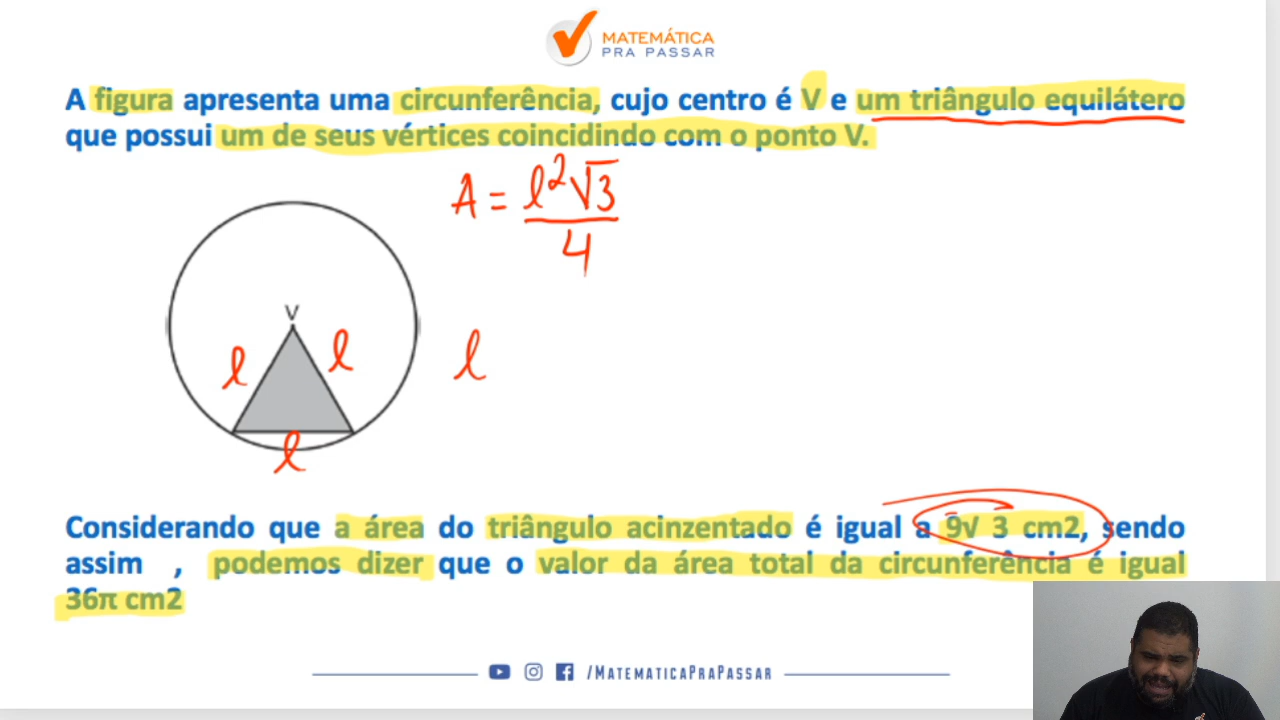 MATEMÁTICA
PRA PASSAR
A figura apresenta uma circunferência, cujo centro é V e um triângulo equilátero
que possui um de seus vértices coincidindo com o ponto V.
A = l²√3
4
V
l l l
l
Considerando que a área do triângulo acinzentado é igual a 9√ 3 cm2, sendo
assim , podemos dizer que o valor da área total da circunferência é igual
36π cm2
/MATEMATICAPRAPASSAR